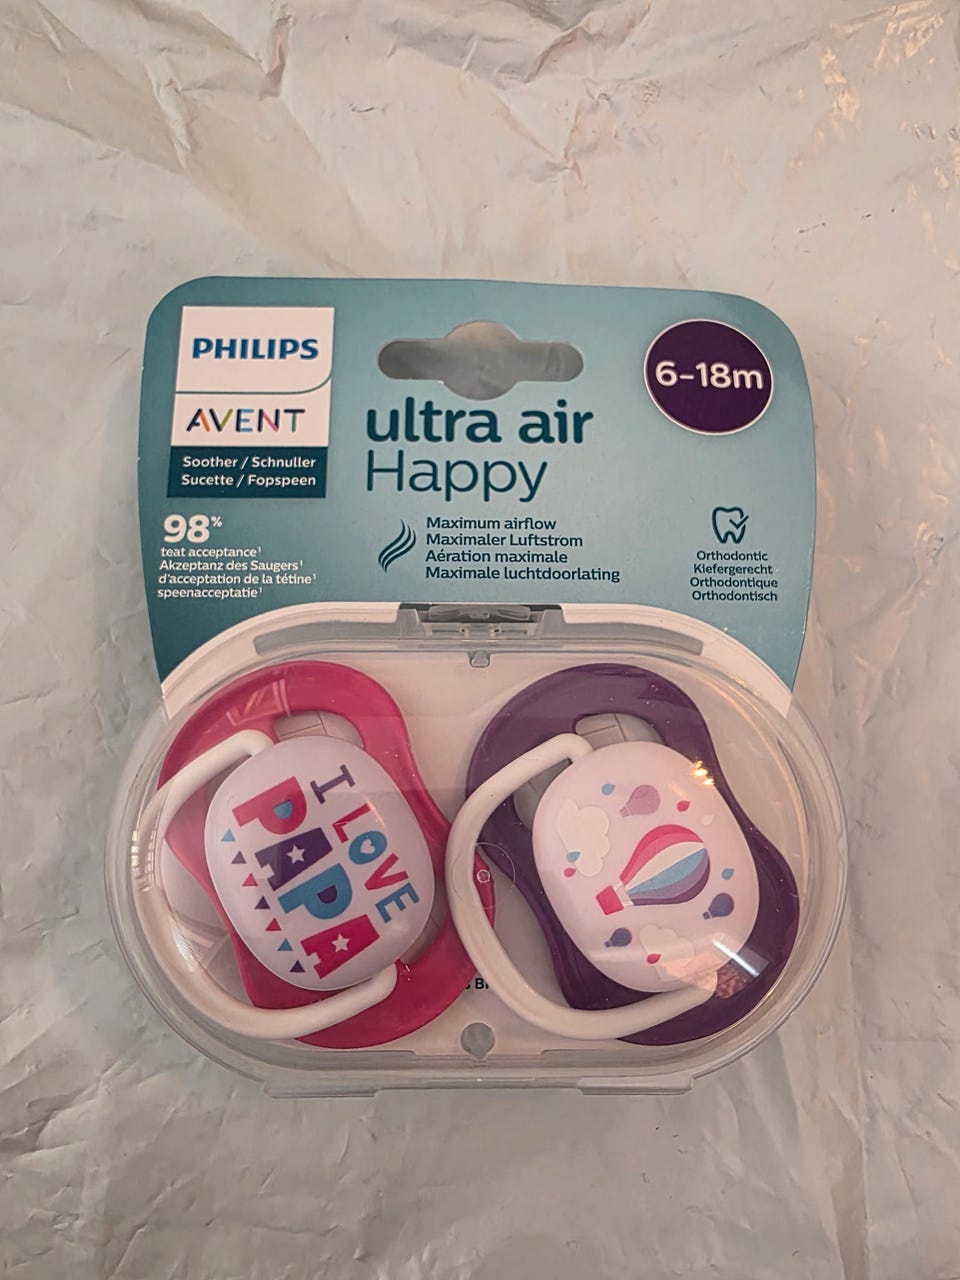 PHILIPS
AVENT
Soother / Schnuller
Sucette / Fopspeen
98%
teat acceptance¹
Akzeptanz des Saugers¹
d'acceptation de la tétine¹
speenacceptatie¹
ultra air
Happy
Maximum airflow
Maximaler Luftstrom
Aération maximale
Maximale luchtdoorlating
6-18m
Orthodontic
Kiefergerecht
Orthodontique
Orthodontisch
I LOVE
PAPA